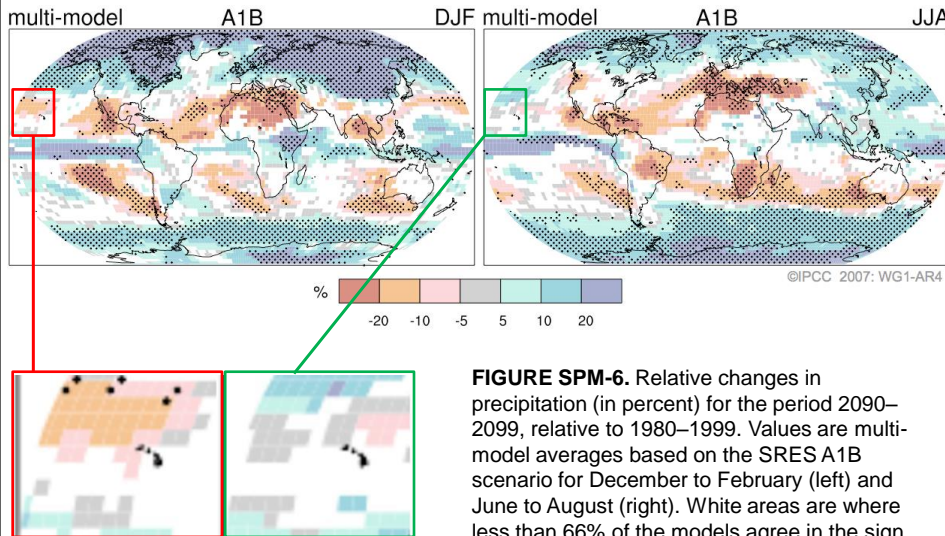 multi-model A1B DJF multi-model A1B JJA
©IPCC 2007: WG1-AR4
%
-20 -10 -5 5 10 20
FIGURE SPM-6. Relative changes in
precipitation (in percent) for the period 2090–
2099, relative to 1980–1999. Values are multi-
model averages based on the SRES A1B
scenario for December to February (left) and
June to August (right). White areas are where
less than 66% of the models agree in the sign